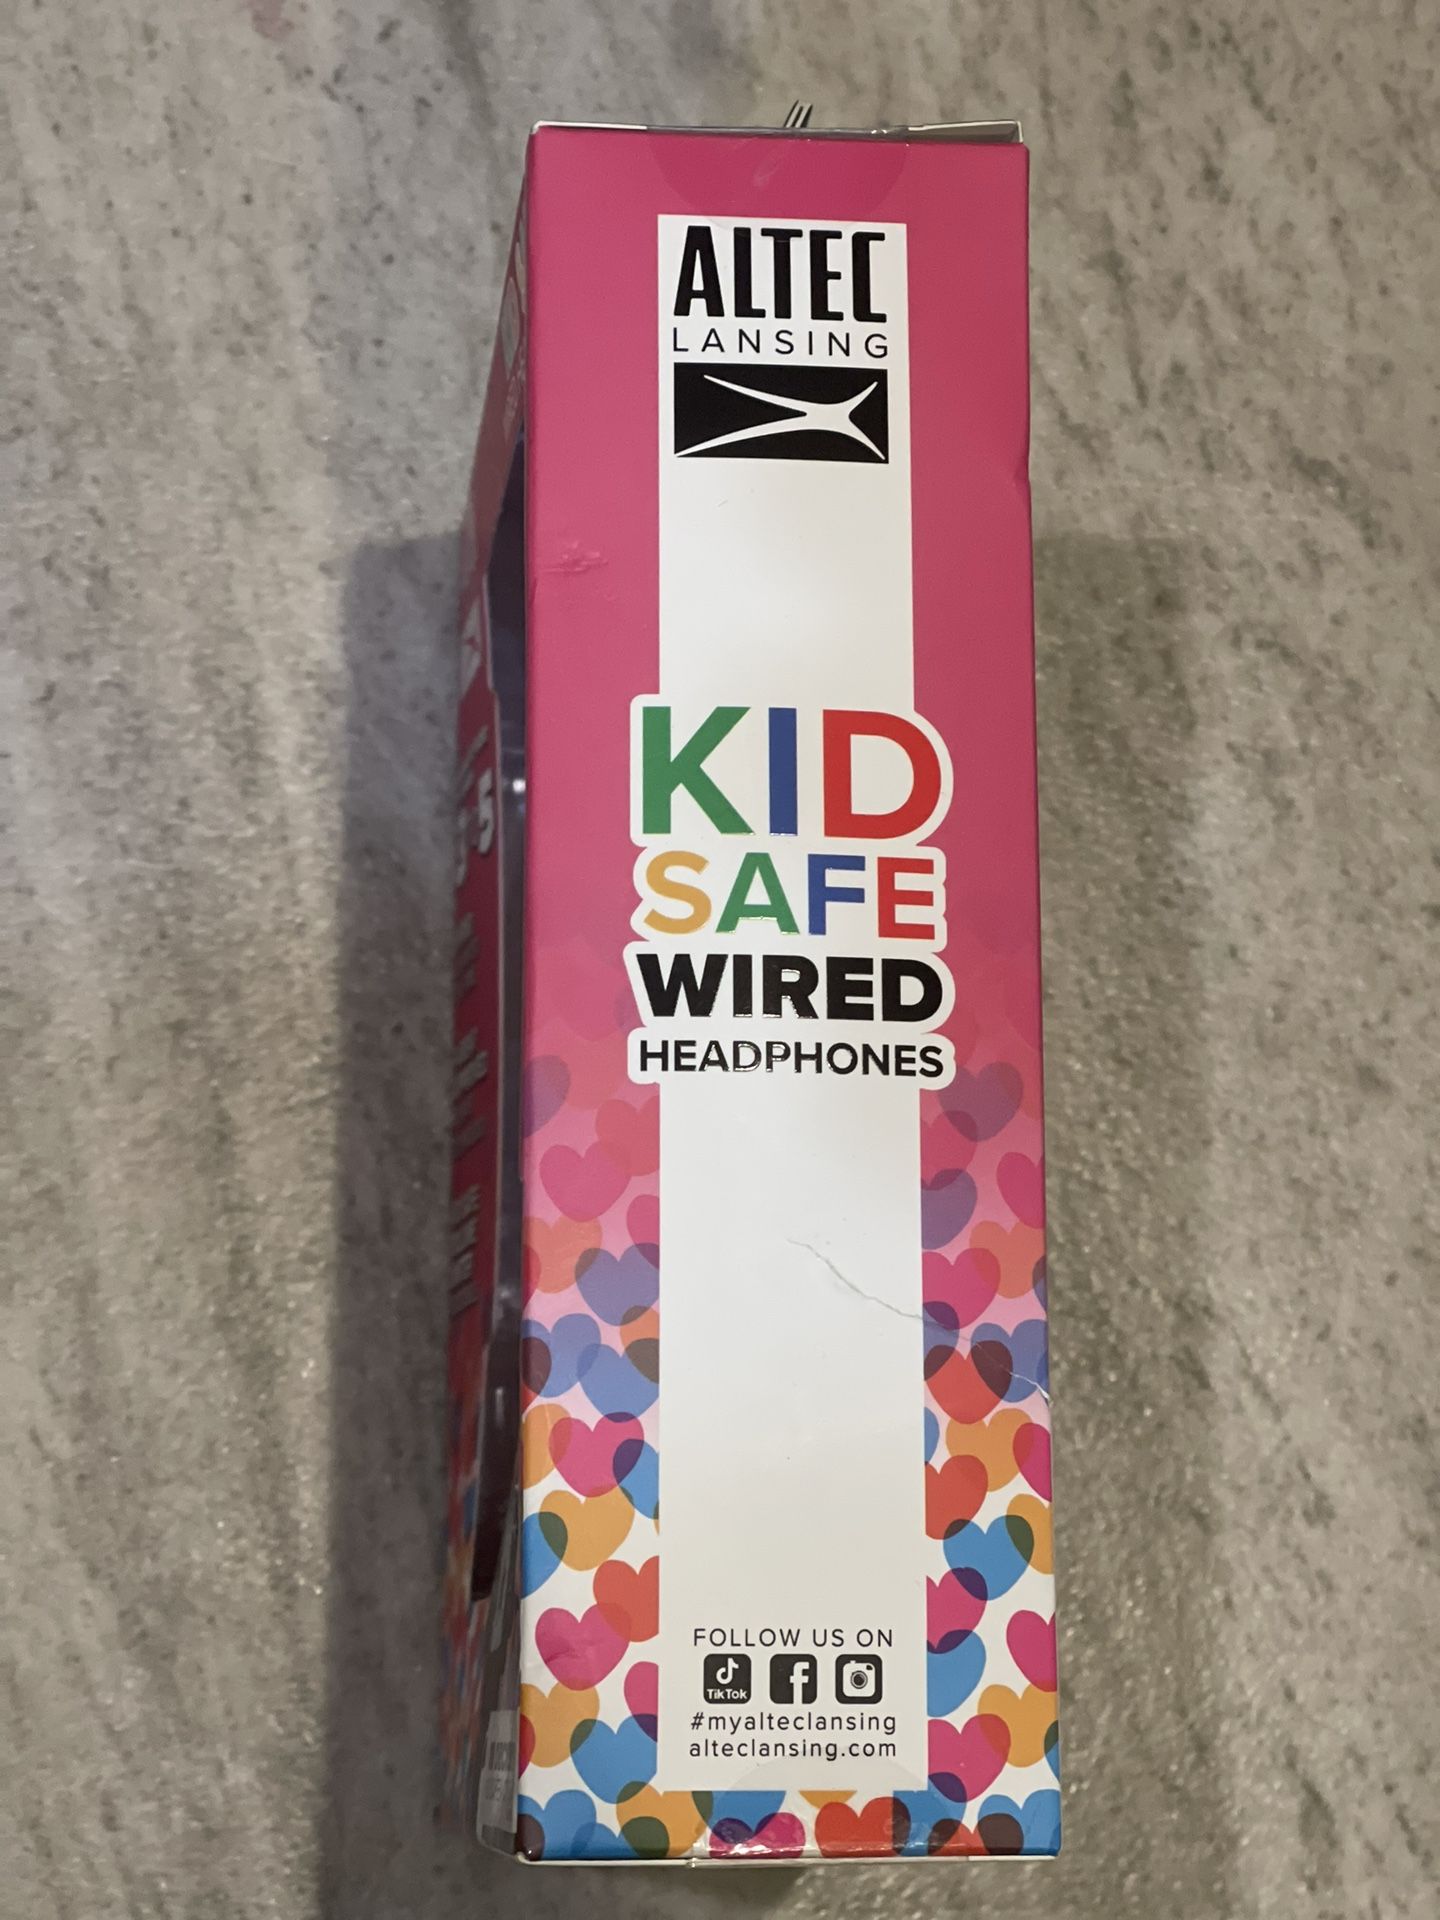 ALTEC
LANSING
KID
SAFE
WIRED
HEADPHONES
FOLLOW US ON
TikTok
#myalteclansing
alteclansing.com